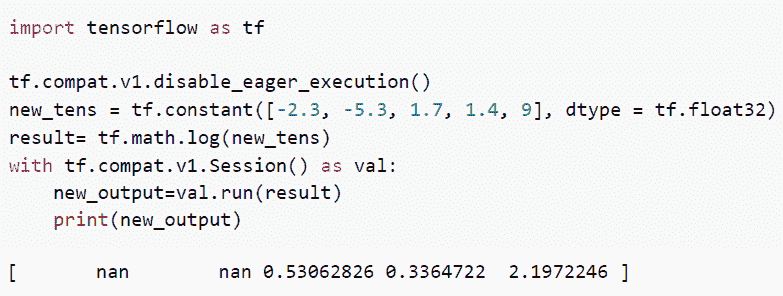 import tensorflow as tf
tf.compat.v1.disable_eager_execution()
new_tens = tf.constant([-2.3, -5.3, 1.7, 1.4, 9], dtype = tf.float32)
result= tf.math.log(new_tens)
with tf.compat.v1.Session() as val:
    new_output=val.run(result)
    print(new_output)
[       nan        nan 0.53062826 0.3364722  2.1972246 ]